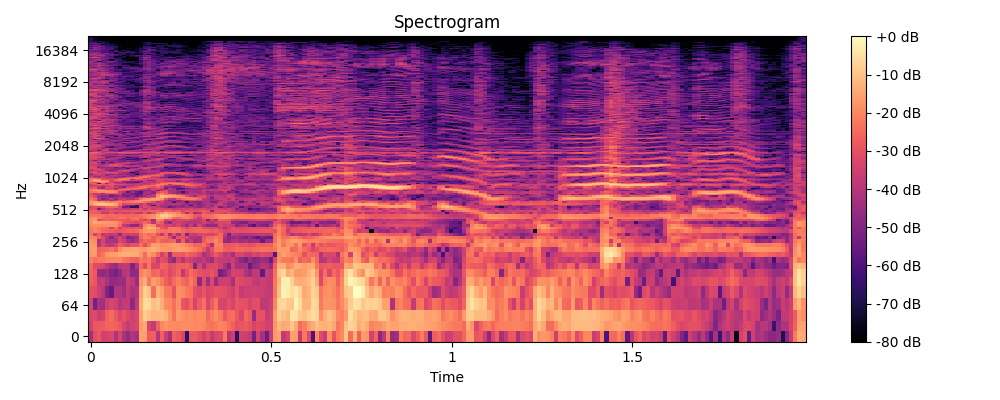 Spectrogram
Hz
16384
8192
4096
2048
1024
512
256
128
64
0
0
0.5
1
1.5
Time
+0 dB
-10 dB
-20 dB
-30 dB
-40 dB
-50 dB
-60 dB
-70 dB
-80 dB